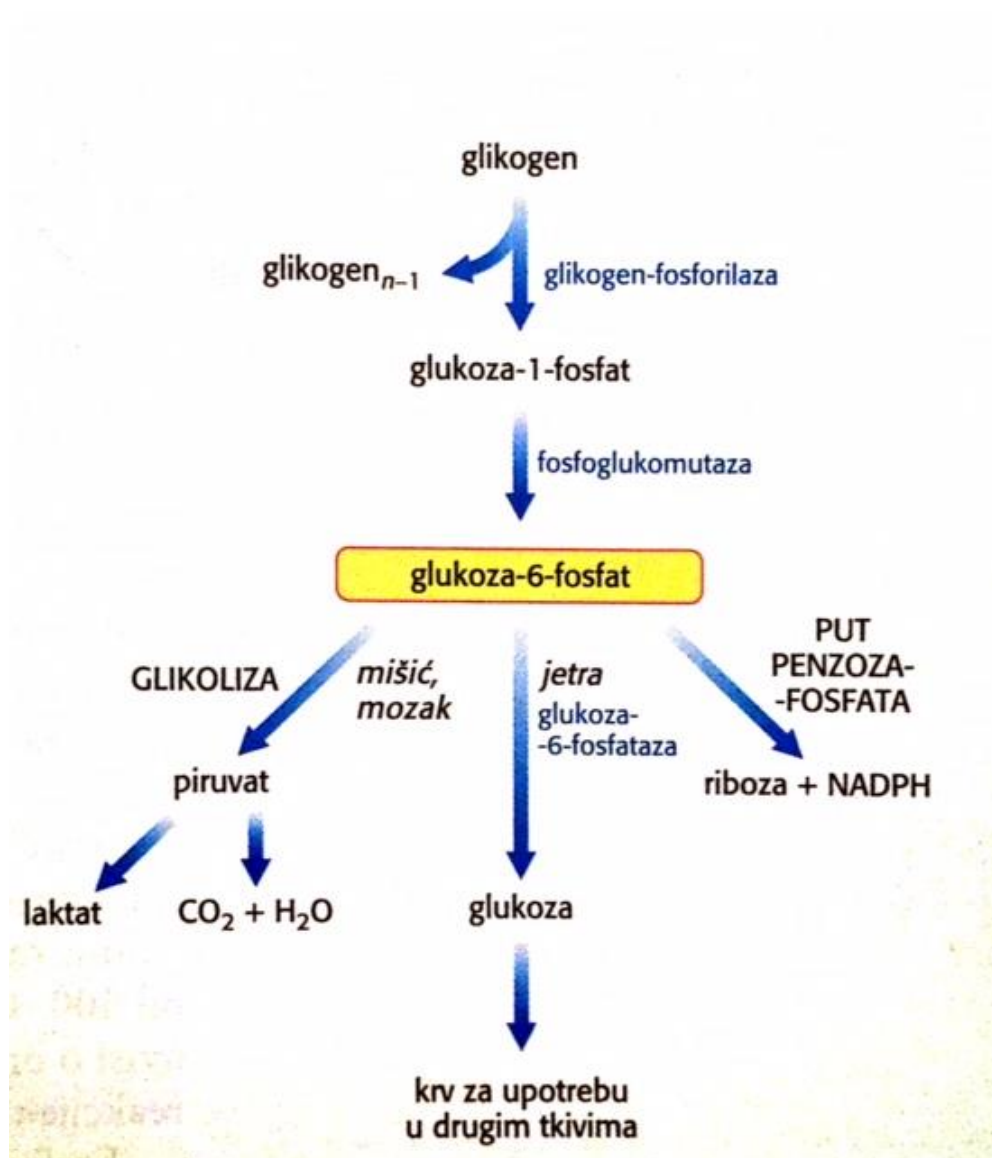 glikogen
glikogenₙ₋₁
glikogen-fosforilaza
glukoza-1-fosfat
fosfoglukomutaza
glukoza-6-fosfat
GLIKOLIZA
mišić,
mozak
jetra
glukoza-
-6-fosfataza
PUT
PENZOZA-
-FOSFATA
piruvat
riboza + NADPH
laktat
CO₂ + H₂O
glukoza
krv za upotrebu
u drugim tkivima